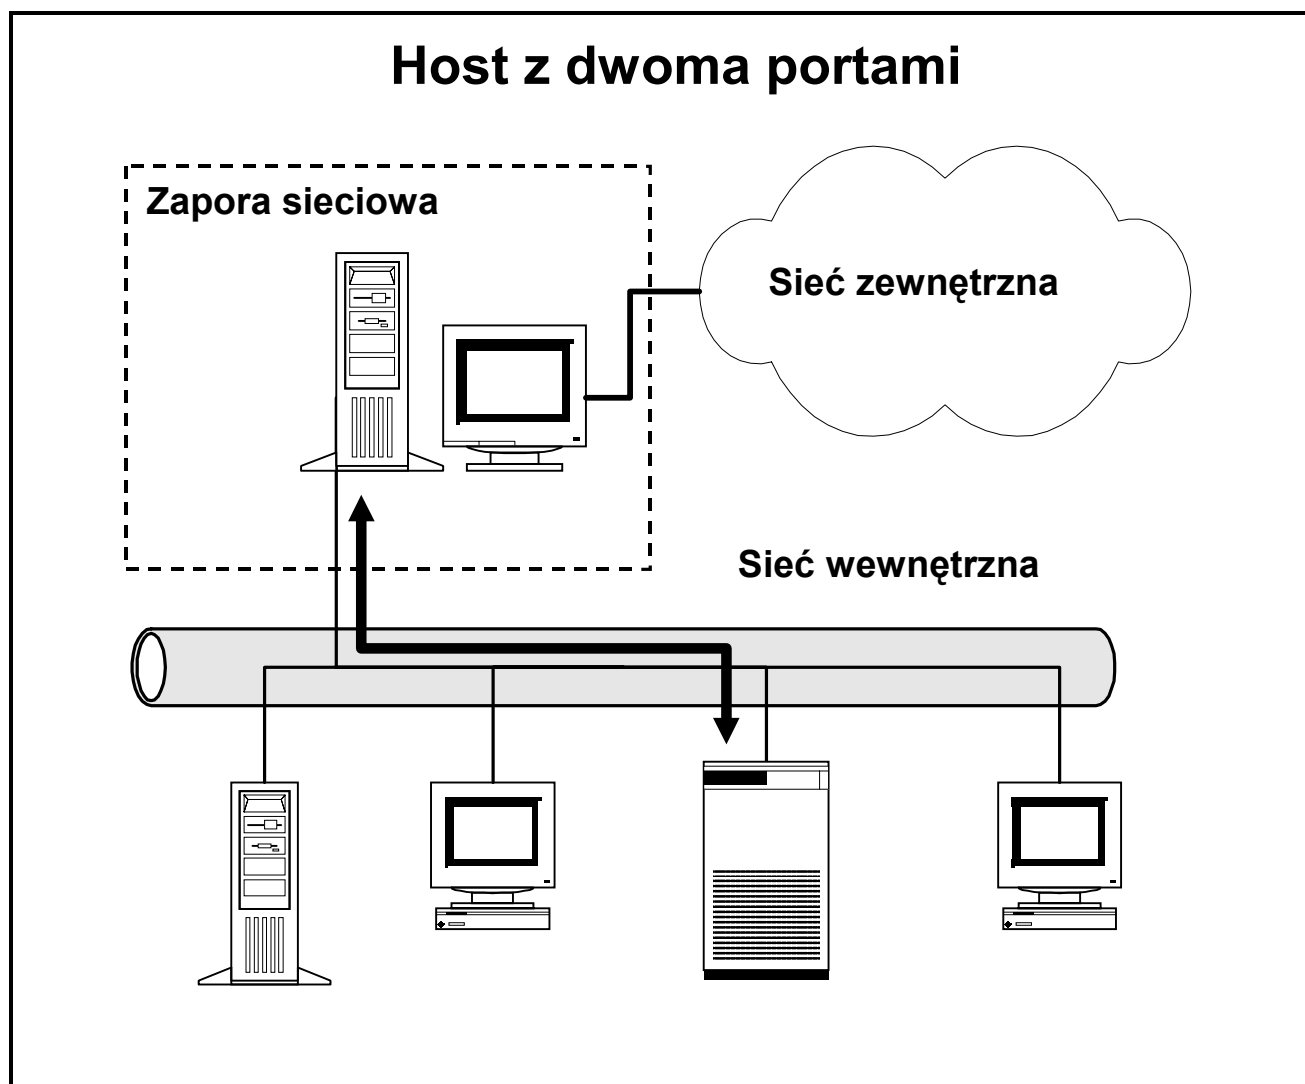 Host z dwoma portami
Zapora sieciowa
Sieć zewnętrzna
Sieć wewnętrzna